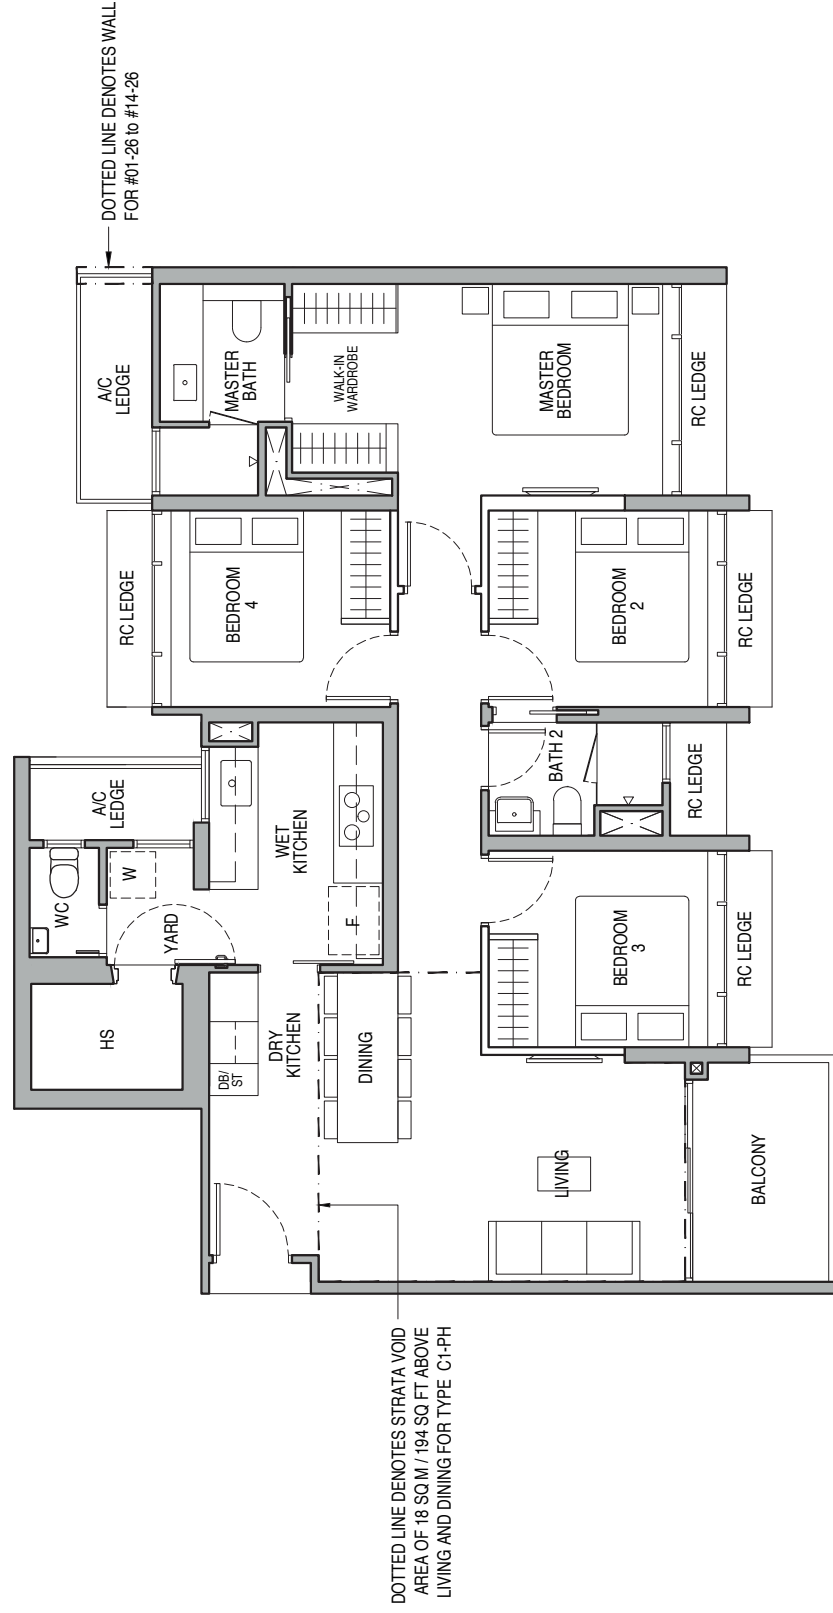 DOTTED LINE DENOTES WALL
FOR #01-26 to #14-26
A/C
LEDGE
MASTER
BATH
WALK-IN
WARDROBE
MASTER
BEDROOM
RC LEDGE
RC LEDGE
BEDROOM
4
BEDROOM
2
RC LEDGE
A/C
LEDGE
WET
KITCHEN
BATH 2
RC LEDGE
WC
W
YARD
F
BEDROOM
3
RC LEDGE
HS
DB/
ST
DRY
KITCHEN
DINING
LIVING
BALCONY
DOTTED LINE DENOTES STRATA VOID
AREA OF 18 SQ M / 194 SQ FT ABOVE
LIVING AND DINING FOR TYPE C1-PH